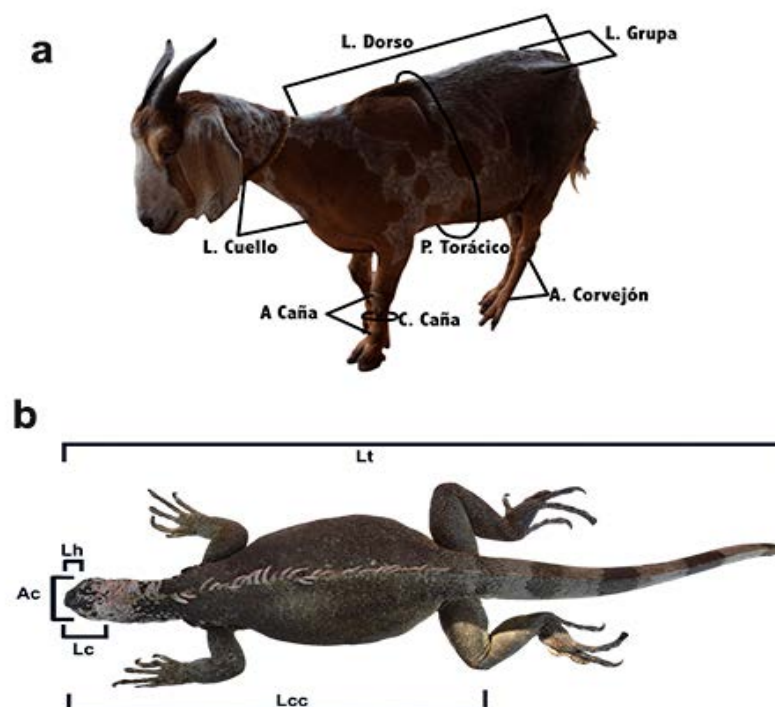 a
L. Dorso
L. Grupa
L. Cuello
P. Torácico
A. Corvejón
A Caña
C. Caña
b
Lt
Lh
Ac
Lc
Lcc